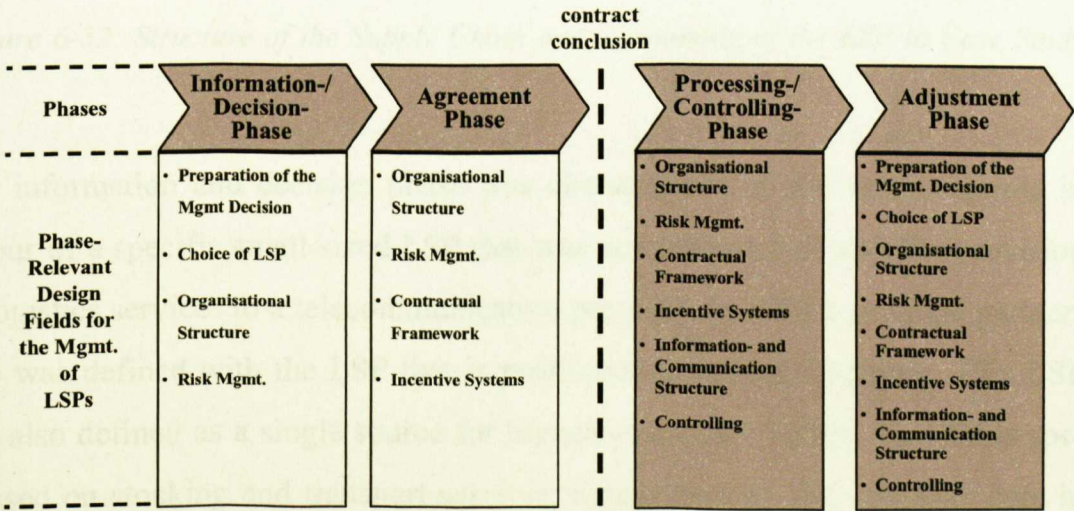 contract
conclusion
Phases
Information-/
Decision-
Phase
Agreement
Phase
Processing-/
Controlling-
Phase
Adjustment
Phase
Phase-
Relevant
Design
Fields for
the Mgmt.
of
LSPs
• Preparation of the
Mgmt Decision
• Choice of LSP
• Organisational
Structure
• Risk Mgmt.
• Organisational
Structure
• Risk Mgmt.
• Contractual
Framework
• Incentive Systems
• Organisational
Structure
• Risk Mgmt.
• Contractual
Framework
• Incentive Systems
• Information- and
Communication
Structure
• Controlling
• Preparation of the
Mgmt. Decision
• Choice of LSP
• Organisational
Structure
• Risk Mgmt.
• Contractual
Framework
• Incentive Systems
• Information- and
Communication
Structure
• Controlling